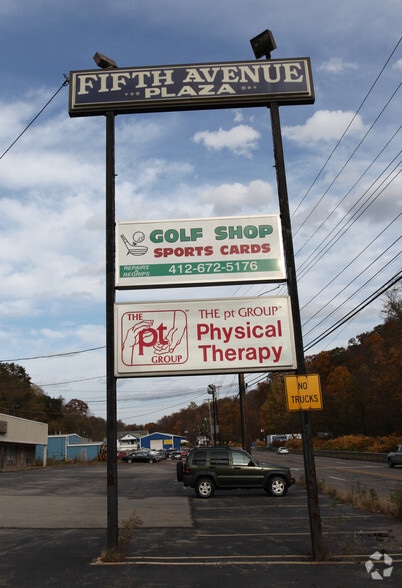 FIFTH AVENUE
PLAZA
GOLF SHOP
SPORTS CARDS
REPAIRS
REGRIPS
412-672-5176
THE
pt
GROUP
THE pt GROUP
Physical
Therapy
NO
TRUCKS